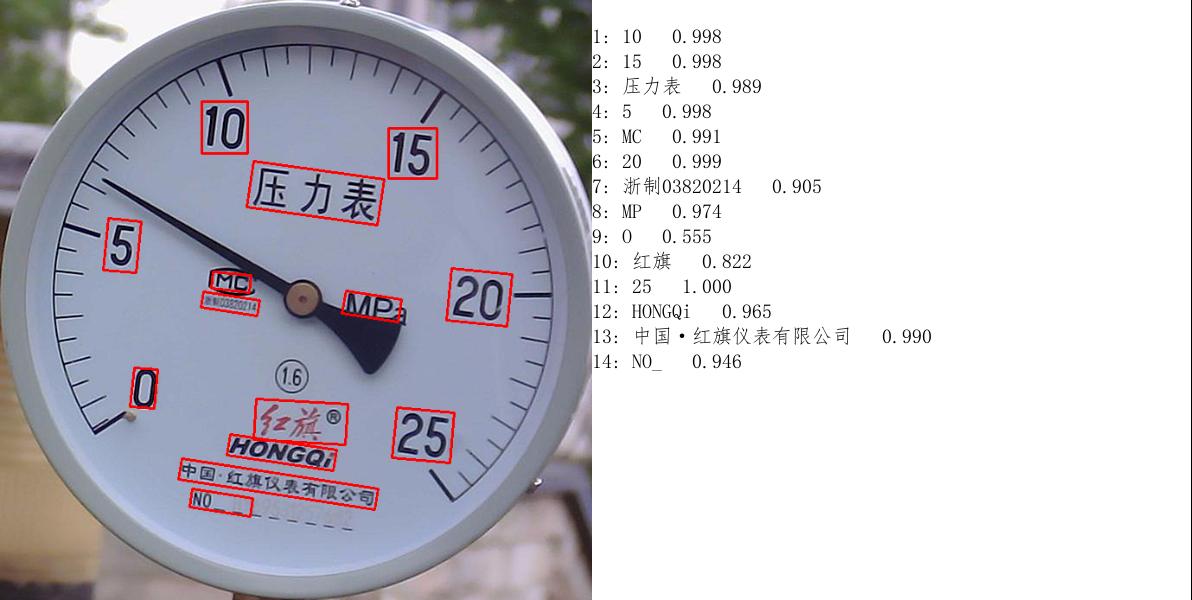 10
15
压力表
5
MC
浙制03820214
MPa
20
0
1.6
红旗®
HONGQi
25
中国·红旗仪表有限公司
NO_
1: 10 0.998
2: 15 0.998
3: 压力表 0.989
4: 5 0.998
5: MC 0.991
6: 20 0.999
7: 浙制03820214 0.905
8: MP 0.974
9: O 0.555
10: 红旗 0.822
11: 25 1.000
12: HONGQi 0.965
13: 中国·红旗仪表有限公司 0.990
14: NO_ 0.946